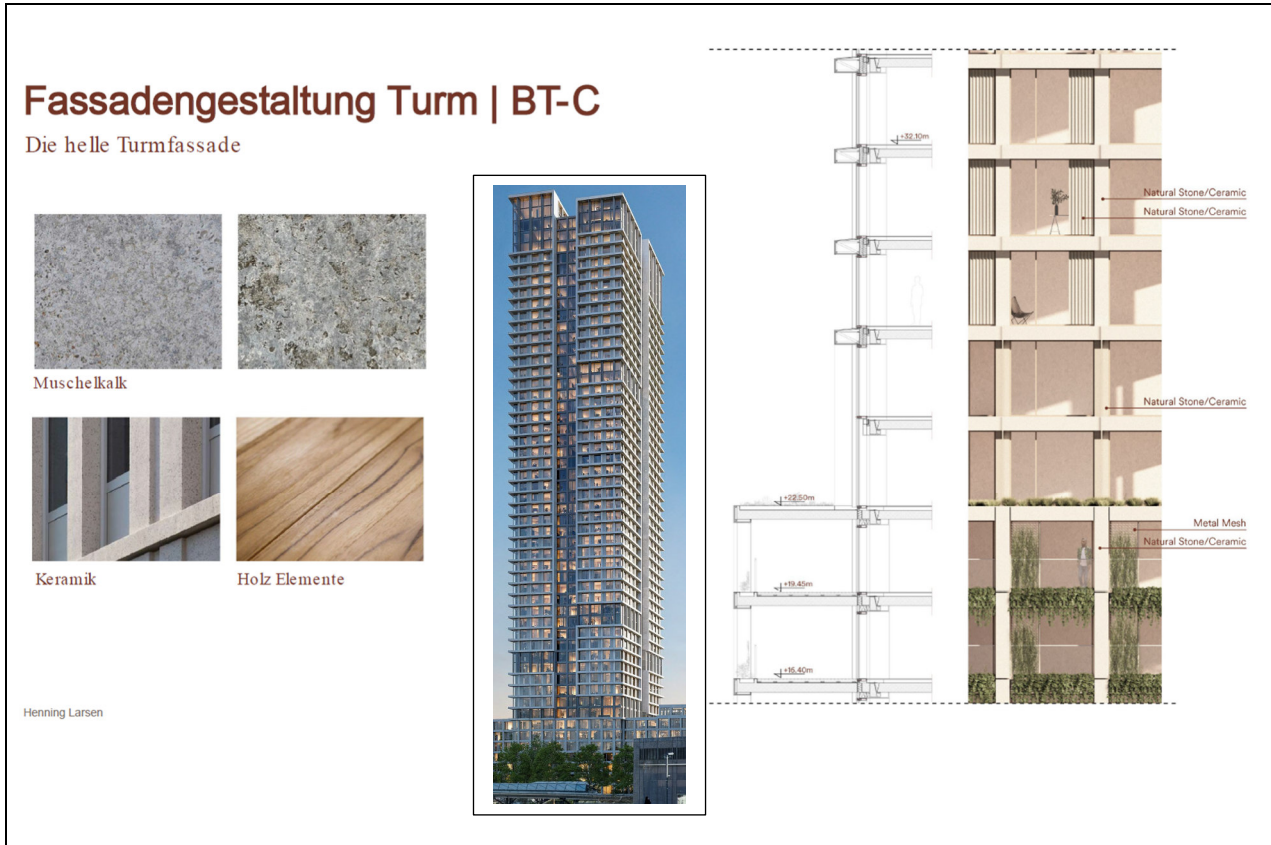 Fassadengestaltung Turm | BT-C
Die helle Turmfassade
Muschelkalk
Keramik
Holz Elemente
Henning Larsen
+32.10m
+22.50m
+19.45m
+16.40m
Natural Stone/Ceramic
Natural Stone/Ceramic
Natural Stone/Ceramic
Metal Mesh
Natural Stone/Ceramic